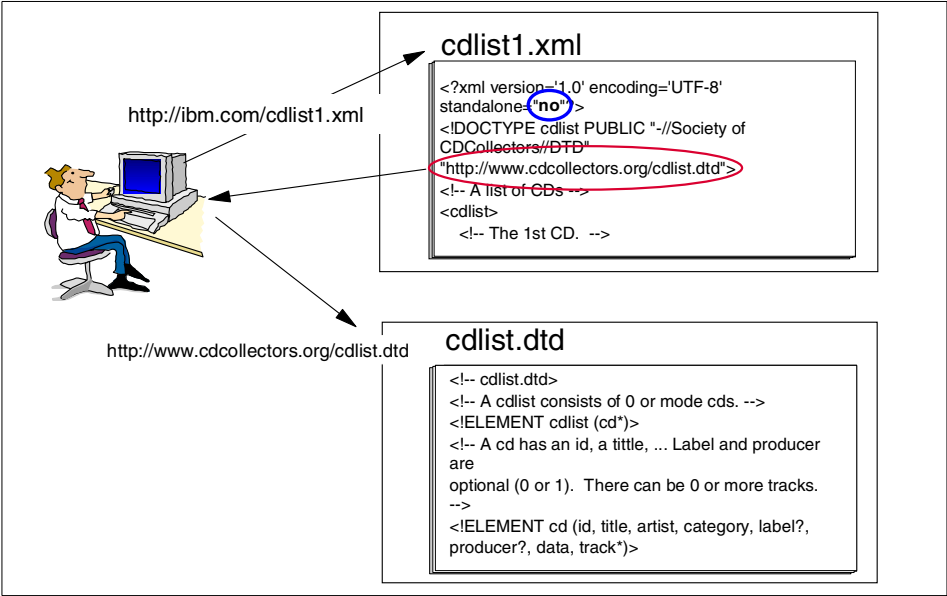 cdlist1.xml
<?xml version='1.0' encoding='UTF-8'
standalone="no"?>
<!DOCTYPE cdlist PUBLIC "-//Society of
CDCollectors//DTD"
"http://www.cdcollectors.org/cdlist.dtd">
<!-- A list of CDs -->
<cdlist>
<!-- The 1st CD. -->
http://ibm.com/cdlist1.xml
http://www.cdcollectors.org/cdlist.dtd
cdlist.dtd
<!-- cdlist.dtd>
<!-- A cdlist consists of 0 or mode cds. -->
<!ELEMENT cdlist (cd*)>
<!-- A cd has an id, a tittle, ... Label and producer
are
optional (0 or 1). There can be 0 or more tracks.
-->
<!ELEMENT cd (id, title, artist, category, label?,
producer?, data, track*)>